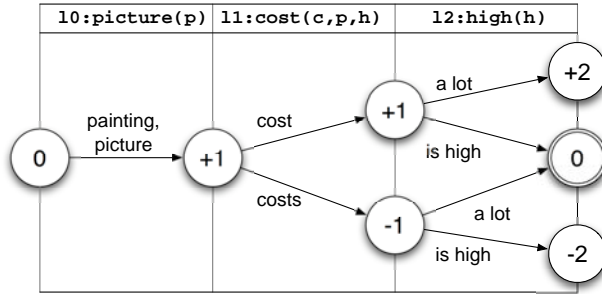 l0:picture(p) l1:cost(c,p,h) l2:high(h)
+2
a lot
+1
cost
painting,
picture
is high
0
+1
0
costs
a lot
-1
is high
-2